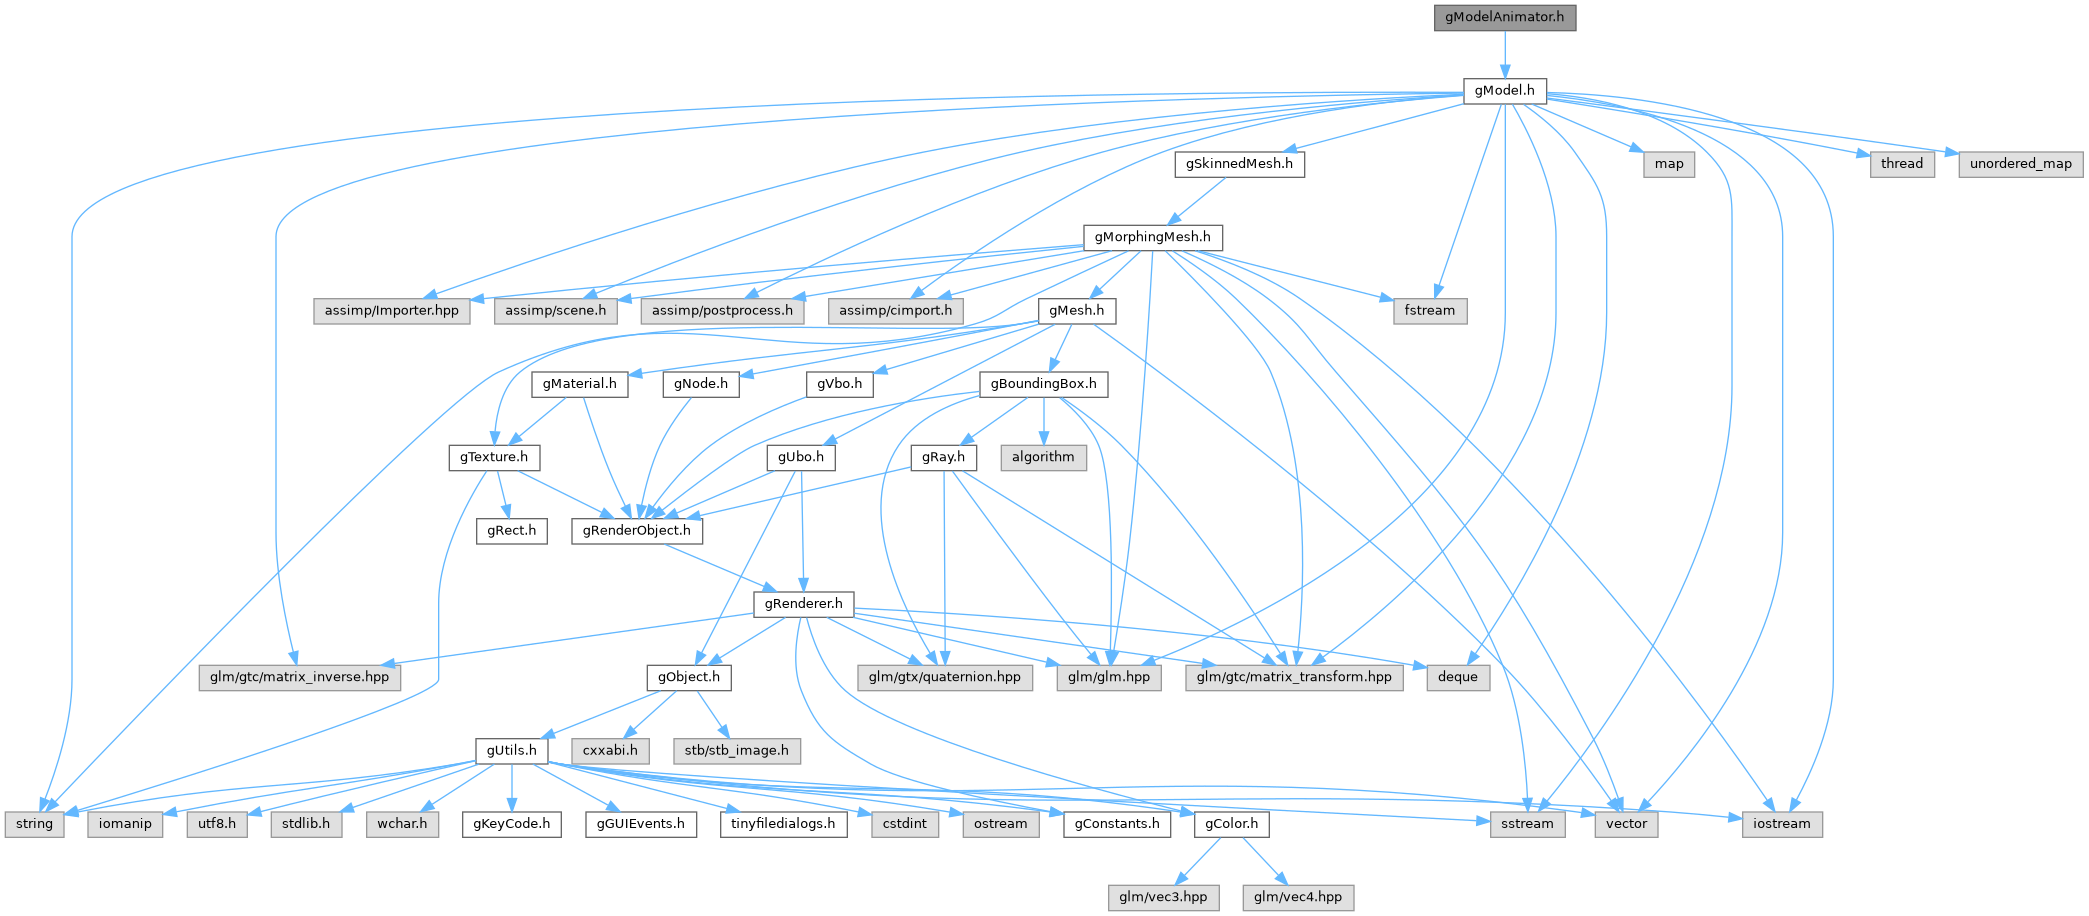 gModelAnimator.h
gModel.h
gSkinnedMesh.h
map
thread
unordered_map
gMorphingMesh.h
assimp/Importer.hpp
assimp/scene.h
assimp/postprocess.h
assimp/cimport.h
gMesh.h
fstream
gMaterial.h
gNode.h
gVbo.h
gBoundingBox.h
gTexture.h
gUbo.h
gRay.h
algorithm
gRect.h
gRenderObject.h
gRenderer.h
glm/gtc/matrix_inverse.hpp
gObject.h
glm/gtx/quaternion.hpp
glm/glm.hpp
glm/gtc/matrix_transform.hpp
deque
gUtils.h
cxxabi.h
stb/stb_image.h
string
iomanip
utf8.h
stdlib.h
wchar.h
gKeyCode.h
gGUIEvents.h
tinyfiledialogs.h
cstdint
ostream
gConstants.h
gColor.h
sstream
vector
iostream
glm/vec3.hpp
glm/vec4.hpp